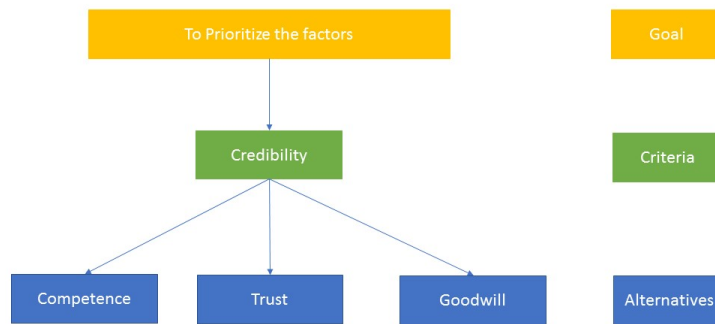 To Prioritize the factors
Goal
Credibility
Criteria
Competence
Trust
Goodwill
Alternatives